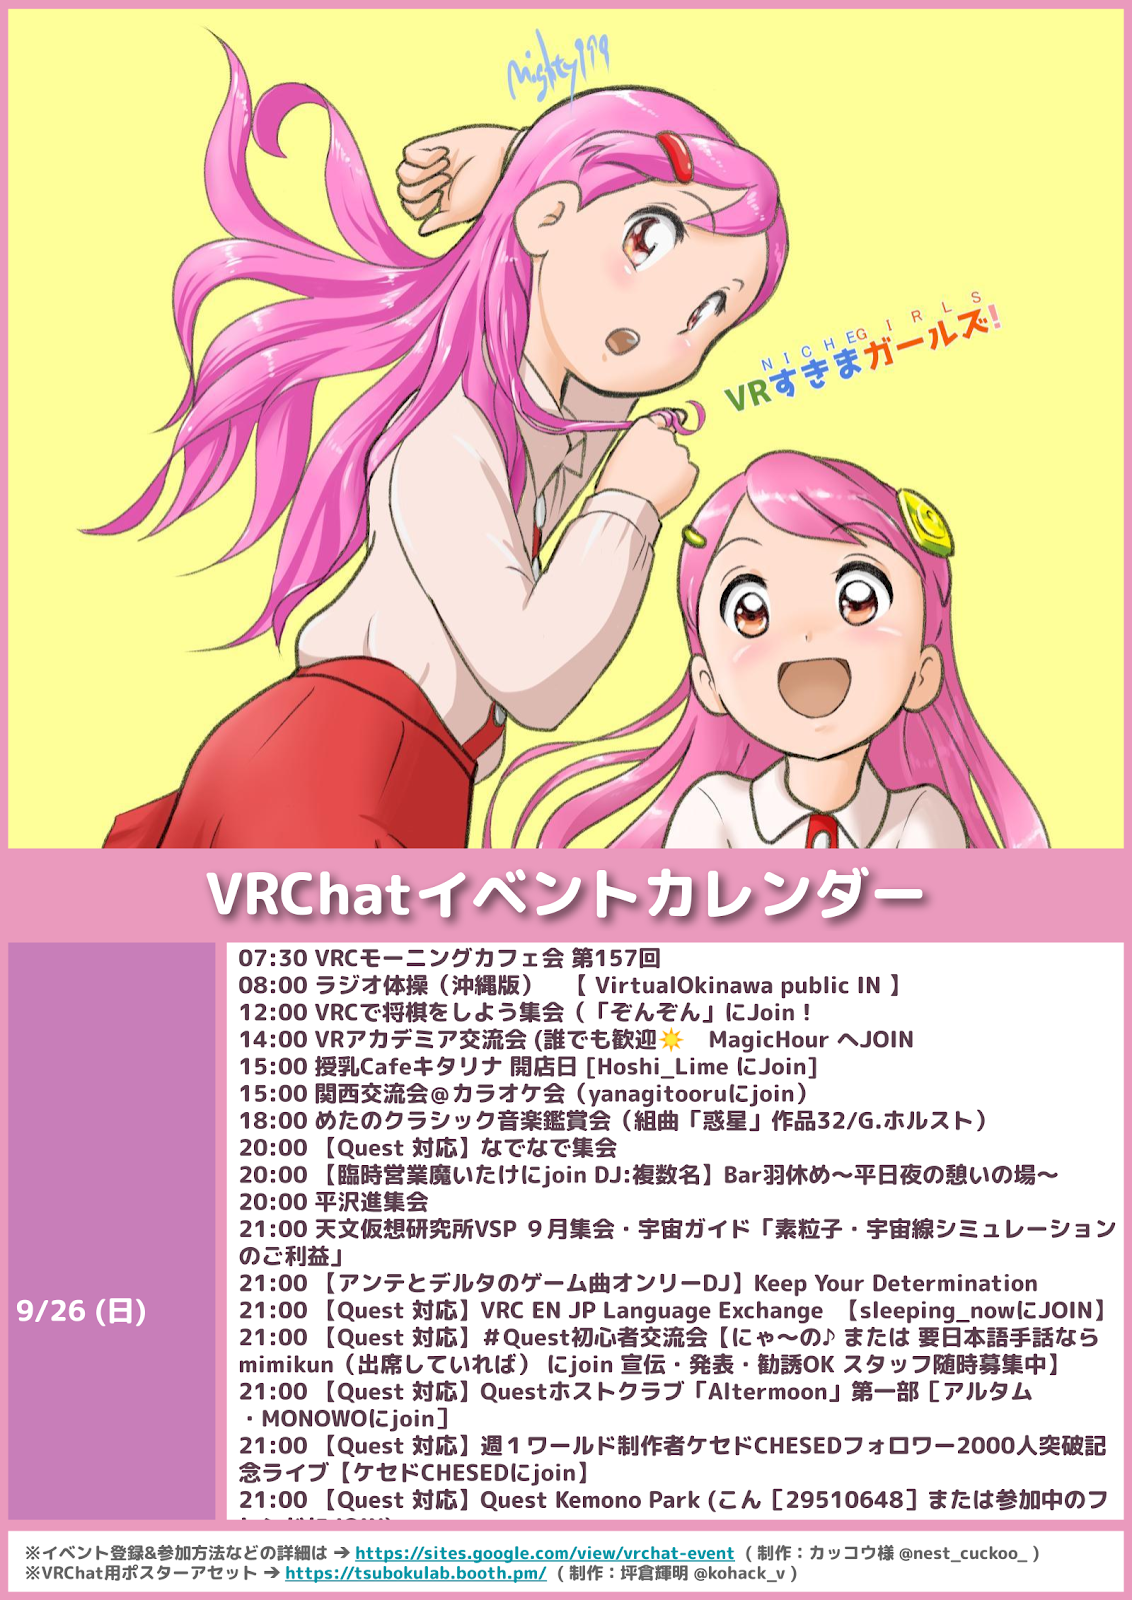 mighty199
NICHE GIRLS
VRすきまガールズ!
VRChatイベントカレンダー
9/26 (日)
07:30 VRCモーニングカフェ会 第157回
08:00 ラジオ体操（沖縄版） 【 VirtualOkinawa public IN 】
12:00 VRCで将棋をしよう集会（「ぞんぞん」にJoin！
14:00 VRアカデミア交流会 (誰でも歓迎💥 MagicHour へJOIN
15:00 授乳Cafeキタリナ 開店日 [Hoshi_Lime にJoin]
15:00 関西交流会＠カラオケ会（yanagitooruにjoin）
18:00 めたのクラシック音楽鑑賞会（組曲「惑星」作品32/G.ホルスト）
20:00 【Quest 対応】なでなで集会
20:00 【臨時営業魔いたけにjoin DJ:複数名】Bar羽休め〜平日夜の憩いの場〜
20:00 平沢進集会
21:00 天文仮想研究所VSP ９月集会・宇宙ガイド「素粒子・宇宙線シミュレーション
のご利益」
21:00 【アンテとデルタのゲーム曲オンリーDJ】Keep Your Determination
21:00 【Quest 対応】VRC EN JP Language Exchange 【sleeping_nowにJOIN】
21:00 【Quest 対応】＃Quest初心者交流会【にゃ〜の♪ または 要日本語手話なら
mimikun（出席していれば） にjoin 宣伝・発表・勧誘OK スタッフ随時募集中】
21:00 【Quest 対応】Questホストクラブ「Altermoon」第一部［アルタム
・MONOWOにjoin］
21:00 【Quest 対応】週１ワールド制作者ケセドCHESEDフォロワー2000人突破記
念ライブ【ケセドCHESEDにjoin】
21:00 【Quest 対応】Quest Kemono Park (こん［29510648］または参加中のフ
※イベント登録&参加方法などの詳細は ➔ https://sites.google.com/view/vrchat-event （ 制作：カッコウ様 @nest_cuckoo_ ）
※VRChat用ポスターアセット ➔ https://tsubokulab.booth.pm/ （ 制作：坪倉輝明 @kohack_v ）